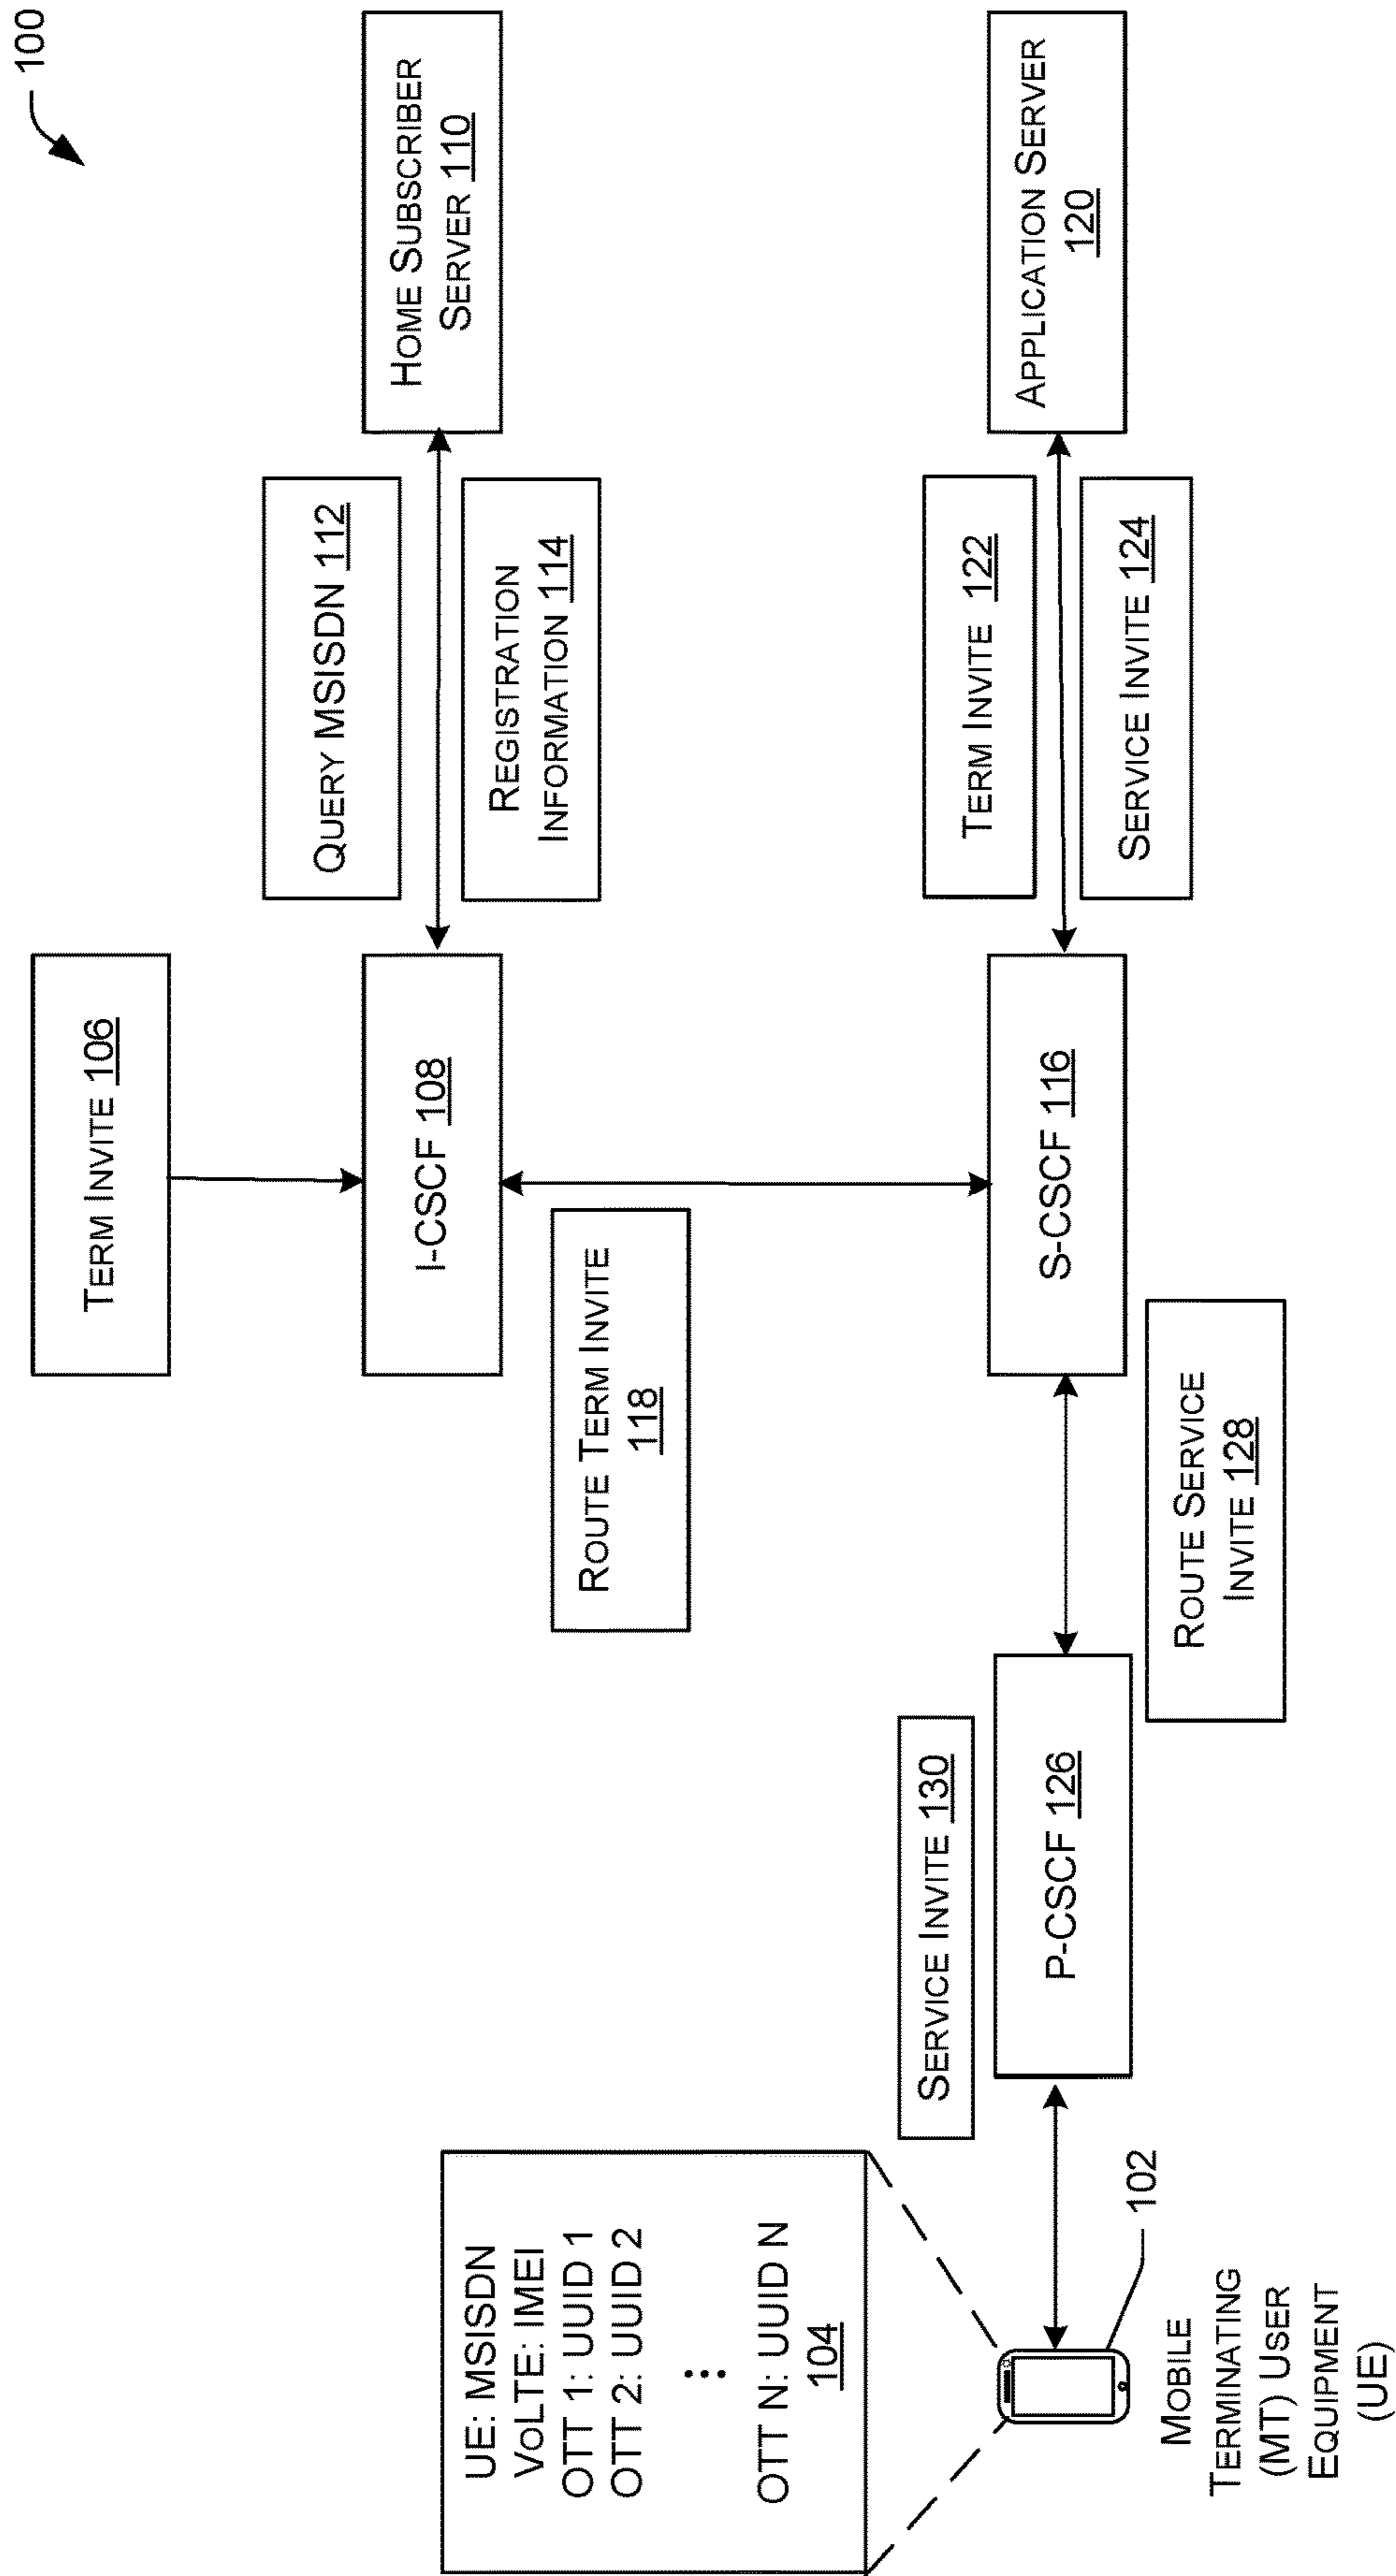 100
TERM INVITE 106
I-CSCF 108
QUERY MSISDN 112
REGISTRATION
INFORMATION 114
HOME SUBSCRIBER
SERVER 110
ROUTE TERM INVITE
118
UE: MSISDN
VOLTE: IMEI
OTT 1: UUID 1
OTT 2: UUID 2
...
OTT N: UUID N
104
SERVICE INVITE 130
P-CSCF 126
S-CSCF 116
TERM INVITE 122
SERVICE INVITE 124
APPLICATION SERVER
120
ROUTE SERVICE
INVITE 128
102
MOBILE
TERMINATING
(MT) USER
EQUIPMENT
(UE)